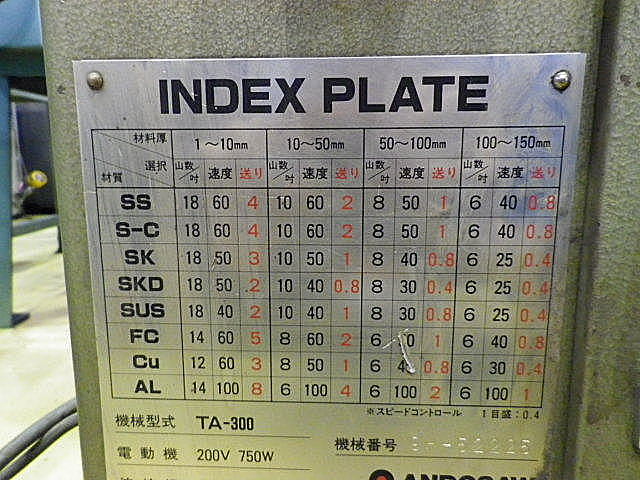 INDEX PLATE
材料厚 1～10mm 10～50mm 50～100mm 100～150mm
選択 山数/吋 速度 送り 山数/吋 速度 送り 山数/吋 速度 送り 山数/吋 速度 送り
材質
SS 18 60 4 10 60 2 8 50 1 6 40 0.8
S-C 18 60 4 10 60 2 8 50 1 6 40 0.8
SK 18 50 3 10 50 1 8 40 0.8 6 25 0.4
SKD 18 50 2 10 40 0.8 8 30 0.4 6 25 0.4
SUS 18 40 2 10 40 1 8 30 0.8 6 25 0.4
FC 14 60 5 8 60 2 6 1 6 40 0.8
Cu 12 60 3 8 50 1 6 0.8 6 30 0.4
AL 14 100 8 6 100 4 6 100 2 6 100 1
※スピードコントロール 1目盛:0.4
機械型式 TA-300
電動機 200V 750W 機械番号